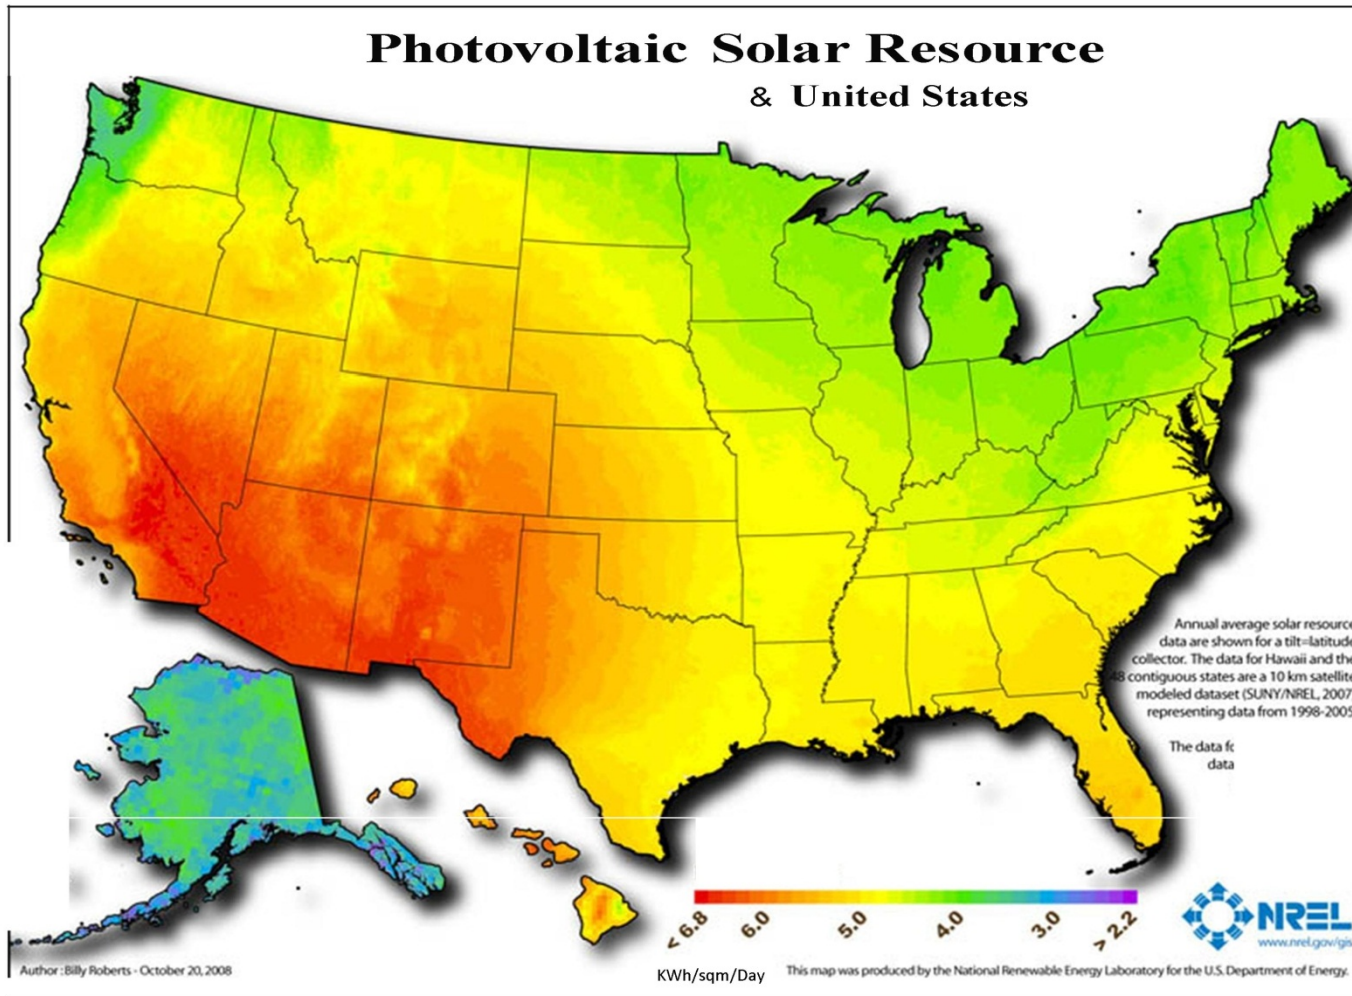 Photovoltaic Solar Resource
& United States
Annual average solar resource
data are shown for a tilt=latitude
collector. The data for Hawaii and the
48 contiguous states are a 10 km satellite
modeled dataset (SUNY/NREL, 2007)
representing data from 1998-2005
The data fo
data
< 6.8 6.0 5.0 4.0 3.0 > 2.2
NREL
www.nrel.gov/gis
Author : Billy Roberts - October 20, 2008
KWh/sqm/Day
This map was produced by the National Renewable Energy Laboratory for the U.S. Department of Energy.